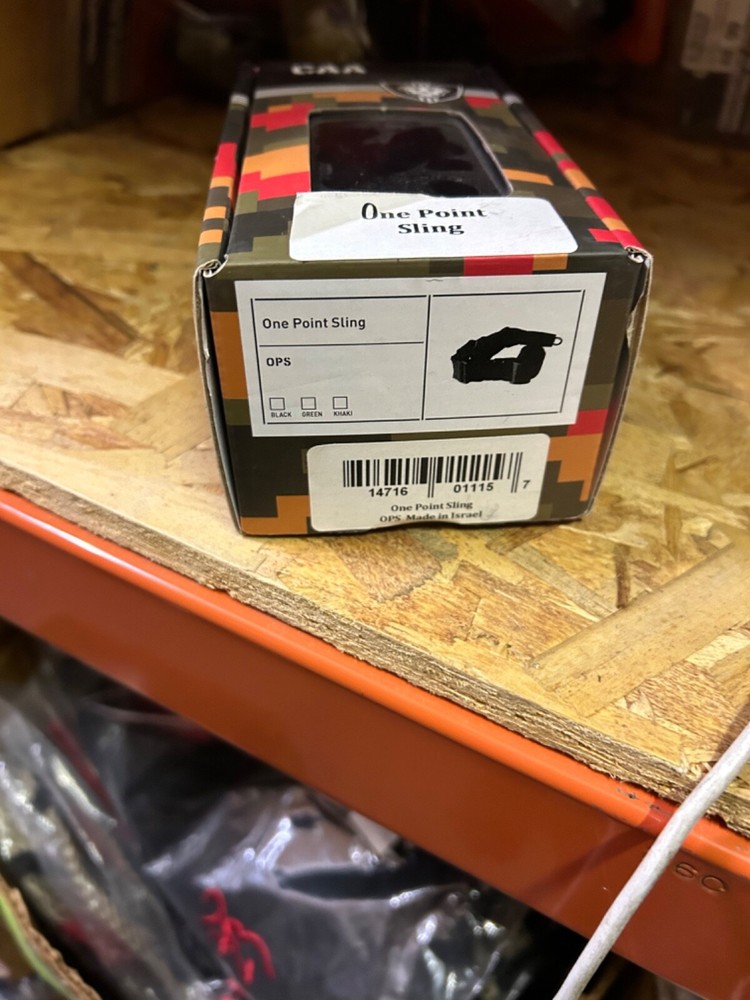 CAA
One Point
Sling
One Point Sling
OPS
BLACK GREEN KHAKI
14716 01115 7
One Point Sling
OPS Made in Israel
SQ